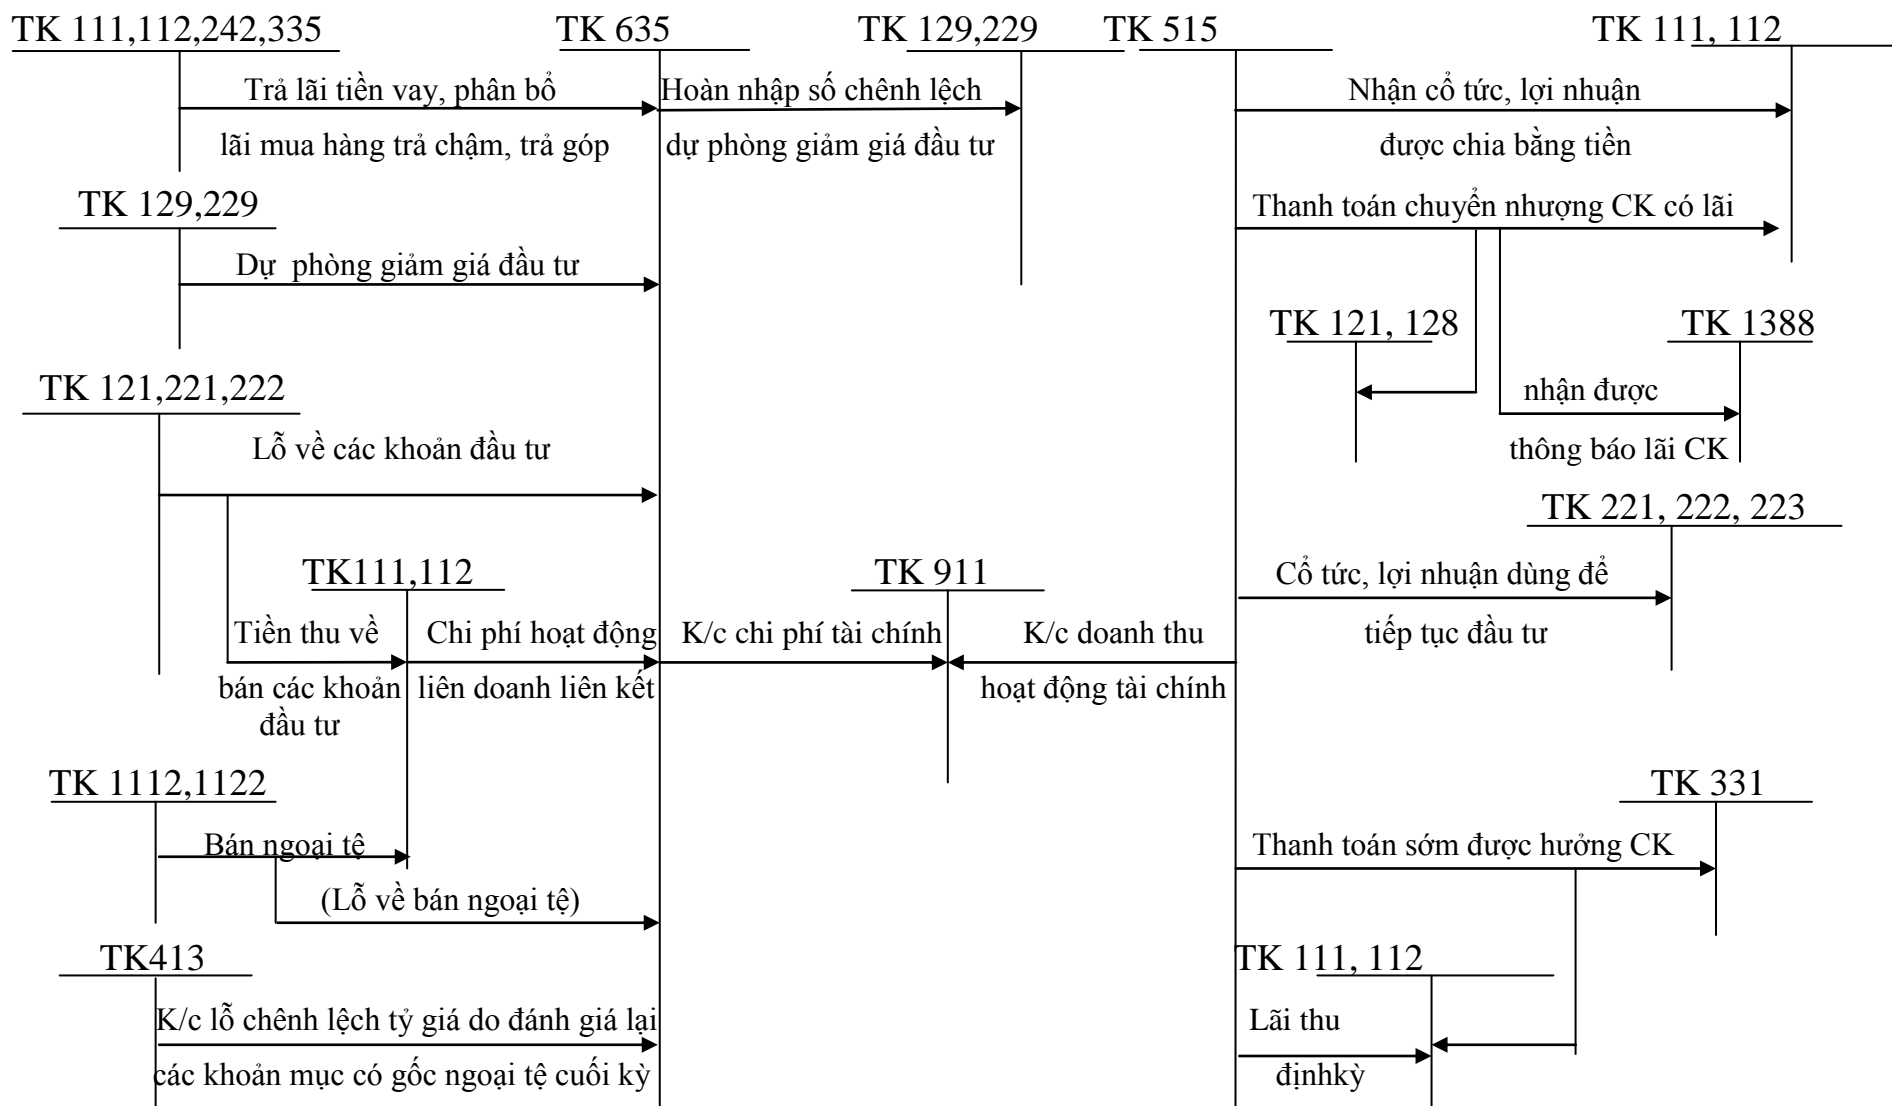 TK 111,112,242,335
TK 635
TK 129,229
TK 515
TK 111, 112
Trả lãi tiền vay, phân bổ
lãi mua hàng trả chậm, trả góp
Hoàn nhập số chênh lệch
dự phòng giảm giá đầu tư
Nhận cổ tức, lợi nhuận
được chia bằng tiền
TK 129,229
Thanh toán chuyển nhượng CK có lãi
Dự phòng giảm giá đầu tư
TK 121, 128
TK 1388
TK 121,221,222
nhận được
thông báo lãi CK
Lỗ về các khoản đầu tư
TK 221, 222, 223
TK111,112
TK 911
Cổ tức, lợi nhuận dùng để
tiếp tục đầu tư
Tiền thu về
bán các khoản
đầu tư
Chi phí hoạt động
liên doanh liên kết
K/c chi phí tài chính
K/c doanh thu
hoạt động tài chính
TK 1112,1122
TK 331
Bán ngoại tệ
Thanh toán sớm được hưởng CK
(Lỗ về bán ngoại tệ)
TK413
TK 111, 112
K/c lỗ chênh lệch tỷ giá do đánh giá lại
các khoản mục có gốc ngoại tệ cuối kỳ
Lãi thu
địnhkỳ